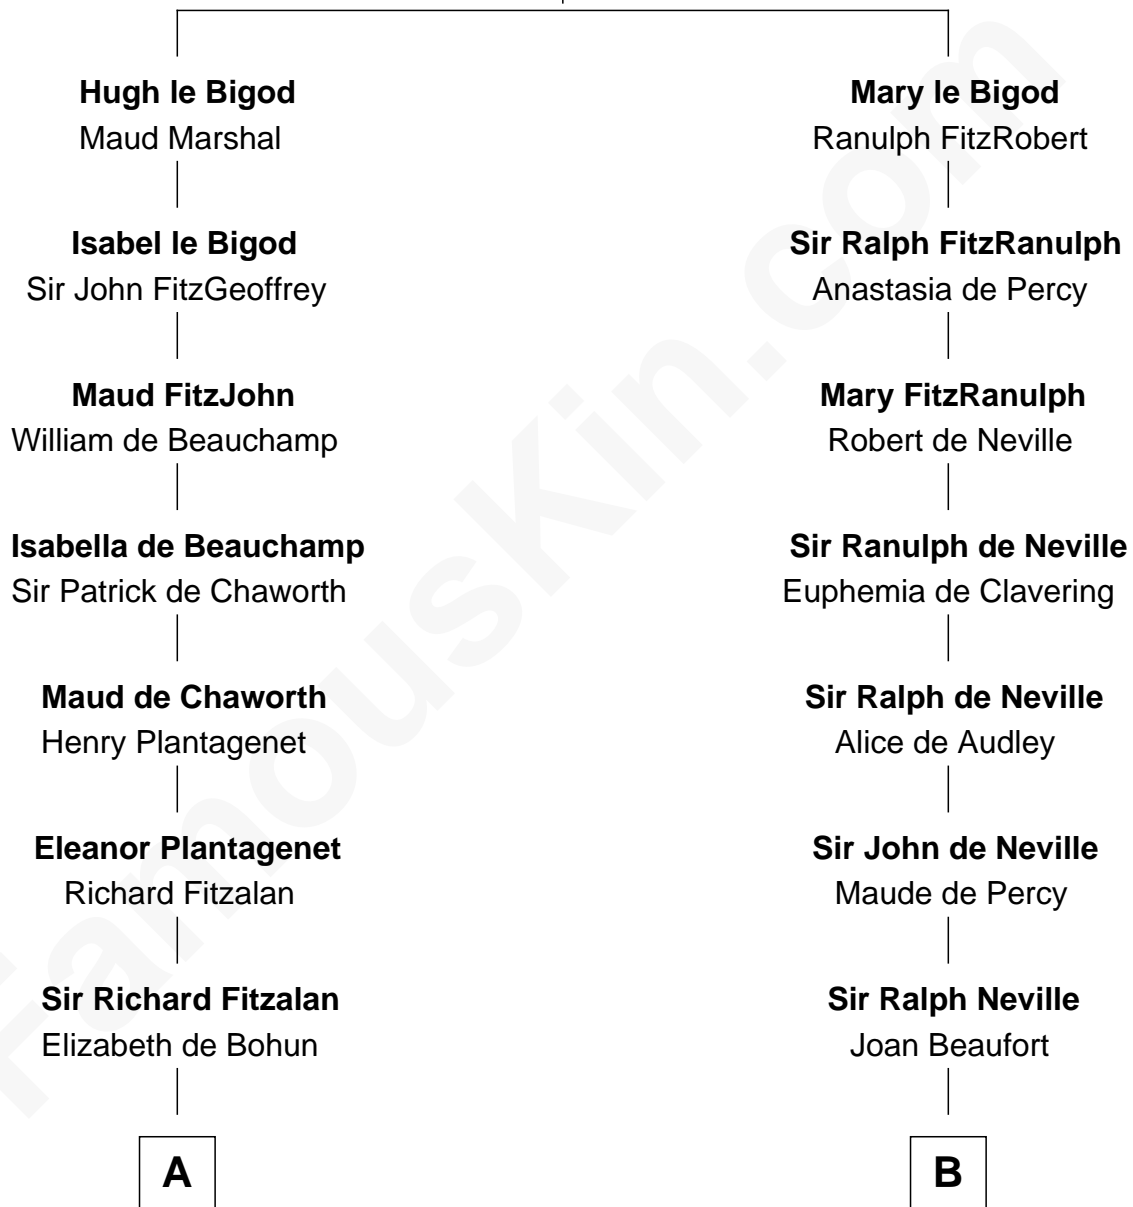 Hugh le Bigod
Maud Marshal
Isabel le Bigod
Sir John FitzGeoffrey
Maud FitzJohn
William de Beauchamp
Isabella de Beauchamp
Sir Patrick de Chaworth
Maud de Chaworth
Henry Plantagenet
Eleanor Plantagenet
Richard Fitzalan
Sir Richard Fitzalan
Elizabeth de Bohun
A
Mary le Bigod
Ranulph FitzRobert
Sir Ralph FitzRanulph
Anastasia de Percy
Mary FitzRanulph
Robert de Neville
Sir Ranulph de Neville
Euphemia de Clavering
Sir Ralph de Neville
Alice de Audley
Sir John de Neville
Maude de Percy
Sir Ralph Neville
Joan Beaufort
B
FamousKin.com